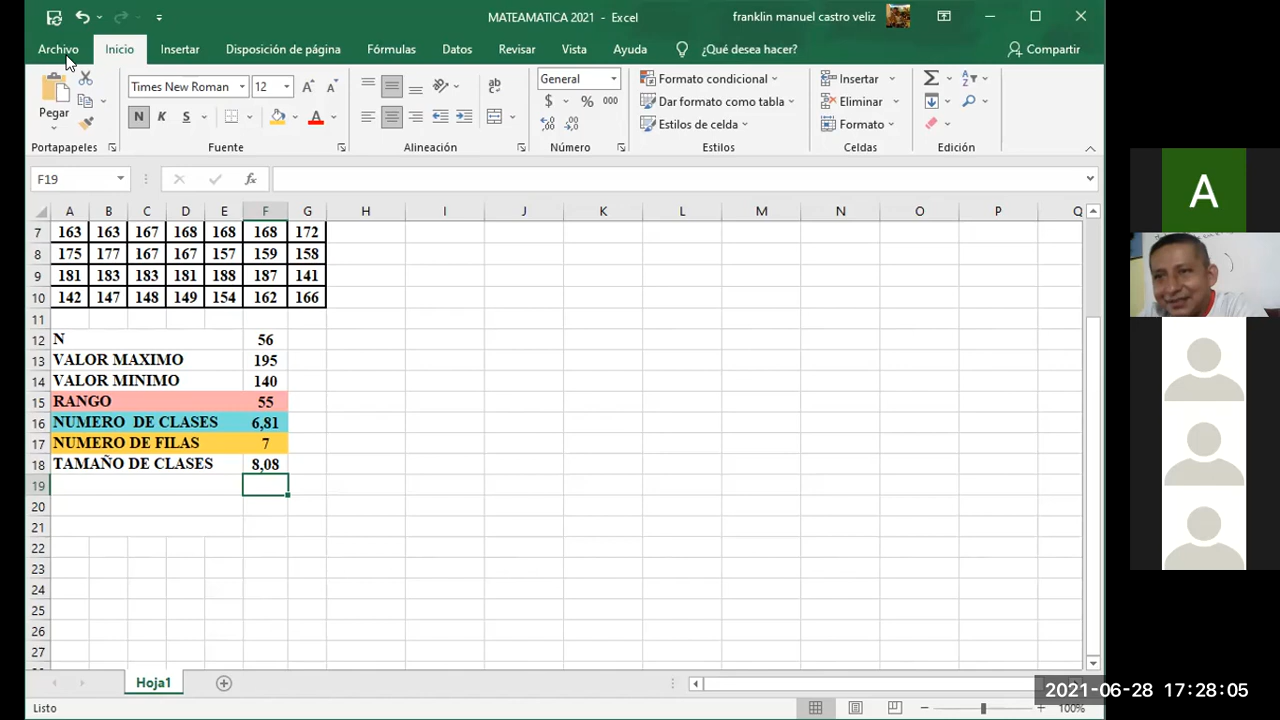 MATEAMATICA 2021 - Excel
franklin manuel castro veliz
Archivo Inicio Insertar Disposición de página Fórmulas Datos Revisar Vista Ayuda ¿Qué desea hacer? Compartir
Pegar
Times New Roman 12
N K S
ab
General
$ % 000
Formato condicional
Dar formato como tabla
Estilos de celda
Insertar
Eliminar
Formato
Portapapeles Fuente Alineación Número Estilos Celdas Edición
F19 fx
A B C D E F G H I J K L M N O P Q
7 163 163 167 168 168 168 172
8 175 177 167 167 157 159 158
9 181 183 183 181 188 187 141
10 142 147 148 149 154 162 166
11
12 N 56
13 VALOR MAXIMO 195
14 VALOR MINIMO 140
15 RANGO 55
16 NUMERO DE CLASES 6,81
17 NUMERO DE FILAS 7
18 TAMAÑO DE CLASES 8,08
19
20
21
22
23
24
25
26
27
Hoja1
Listo
100%
2021-06-28 17:28:05
A